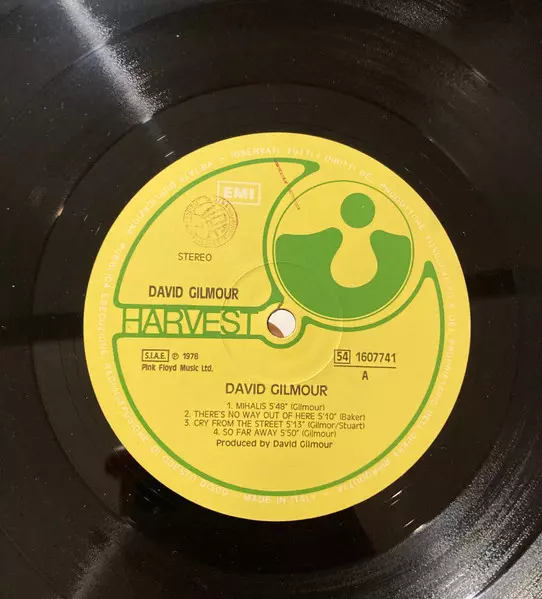 EMI
STEREO
DAVID GILMOUR
HARVEST
S.I.A.E. ℗ 1978
Pink Floyd Music Ltd.
54 1607741
A
DAVID GILMOUR
1. MIHALIS 5'48" (Gilmour)
2. THERE'S NO WAY OUT OF HERE 5'10" (Baker)
3. CRY FROM THE STREET 5'13" (Gilmor/Stuart)
4. SO FAR AWAY 5'50" (Gilmour)
Produced by David Gilmour
DISCO - MADE IN ITALY -